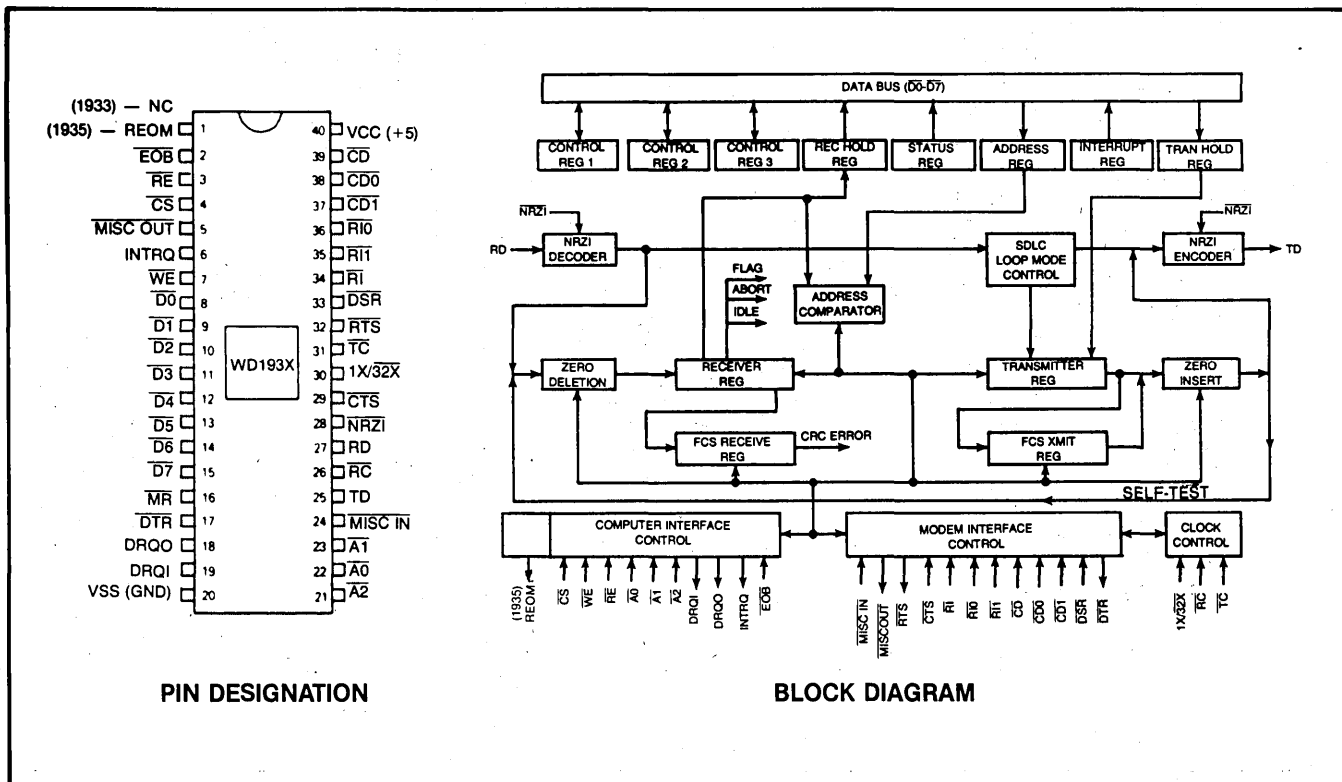 (1933) — NC
(1935) — REOM 1
EOB 2
RE 3
CS 4
MISC OUT 5
INTRQ 6
WE 7
D0 8
D1 9
D2 10
D3 11
D4 12
D5 13
D6 14
D7 15
MR 16
DTR 17
DRQO 18
DRQI 19
VSS (GND) 20
WD193X
40 VCC (+5)
39 CD
38 CD0
37 CD1
36 RI0
35 RI1
34 RI
33 DSR
32 RTS
31 TC
30 1X/32X
29 CTS
28 NRZI
27 RD
26 RC
25 TD
24 MISC IN
23 A1
22 A0
21 A2
PIN DESIGNATION
DATA BUS (D0-D7)
CONTROL
REG 1
CONTROL
REG 2
CONTROL
REG 3
REC HOLD
REG
STATUS
REG
ADDRESS
REG
INTERRUPT
REG
TRAN HOLD
REG
NRZI
RD
NRZI
DECODER
SDLC
LOOP MODE
CONTROL
NRZI
NRZI
ENCODER
TD
FLAG
ABORT
IDLE
ADDRESS
COMPARATOR
ZERO
DELETION
RECEIVER
REG
TRANSMITTER
REG
ZERO
INSERT
FCS RECEIVE
REG
CRC ERROR
FCS XMIT
REG
SELF-TEST
COMPUTER INTERFACE
CONTROL
MODEM INTERFACE
CONTROL
CLOCK
CONTROL
(1935)
REOM
CS
WE
RE
A0
A1
A2
DRQI
DRQO
INTRQ
EOB
MISC IN
MISCOUT
RTS
CTS
RI
RI0
RI1
CD
CD0
CD1
DSR
DTR
1X/32X
RC
TC
BLOCK DIAGRAM